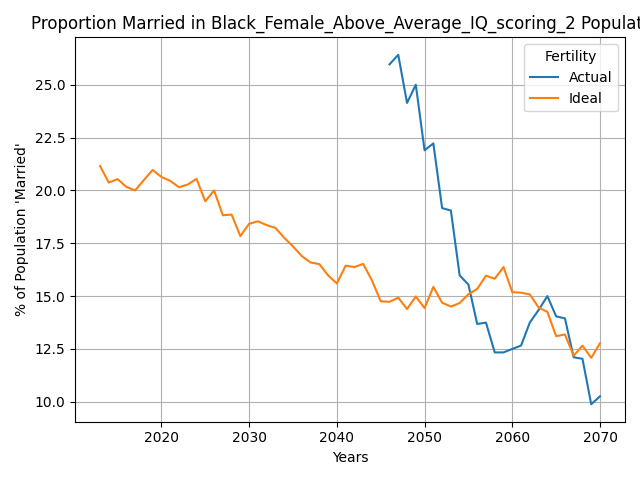 Proportion Married in Black_Female_Above_Average_IQ_scoring_2 Populat
Fertility
Actual
Ideal
25.0
22.5
20.0
17.5
15.0
12.5
10.0
% of Population 'Married'
2020 2030 2040 2050 2060 2070
Years